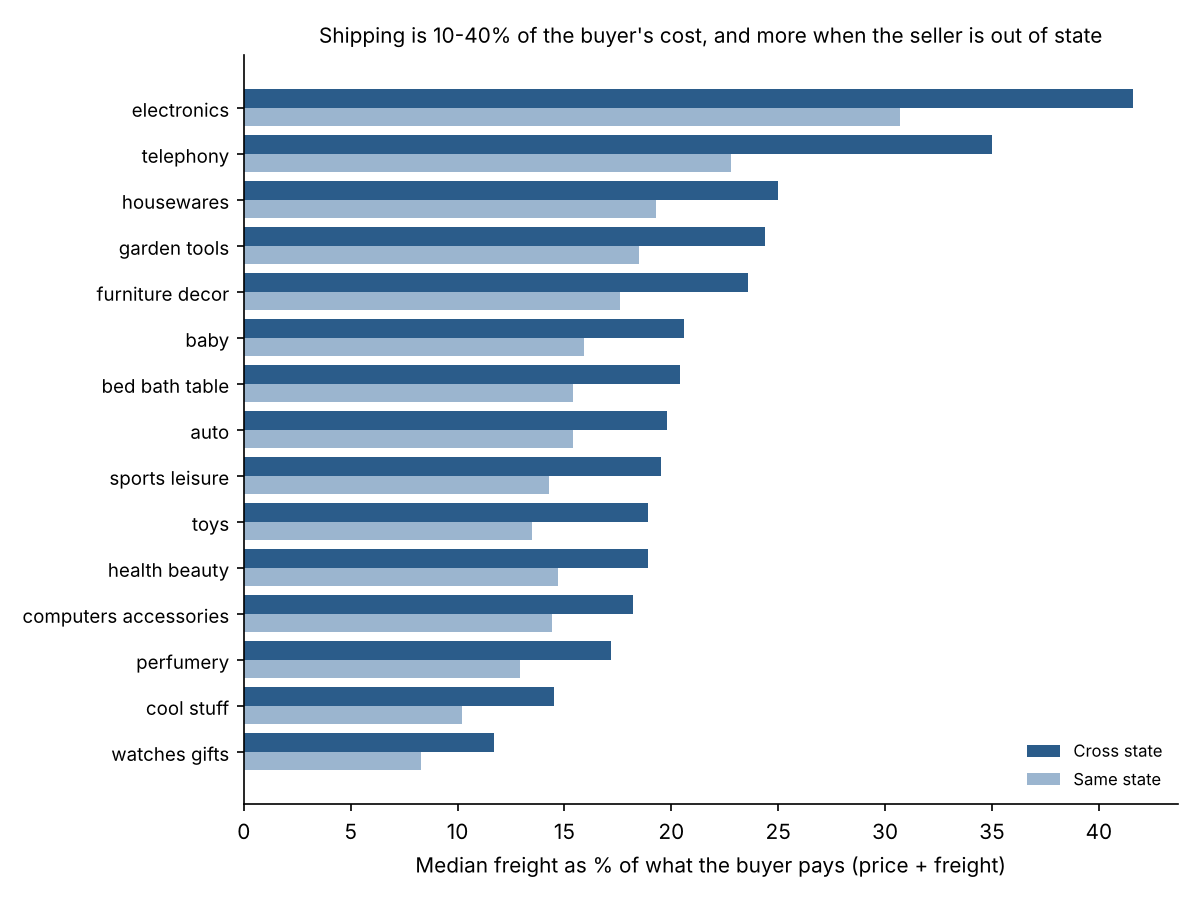 Shipping is 10-40% of the buyer's cost, and more when the seller is out of state
electronics
telephony
housewares
garden tools
furniture decor
baby
bed bath table
auto
sports leisure
toys
health beauty
computers accessories
perfumery
cool stuff
watches gifts
Cross state
Same state
0 5 10 15 20 25 30 35 40
Median freight as % of what the buyer pays (price + freight)